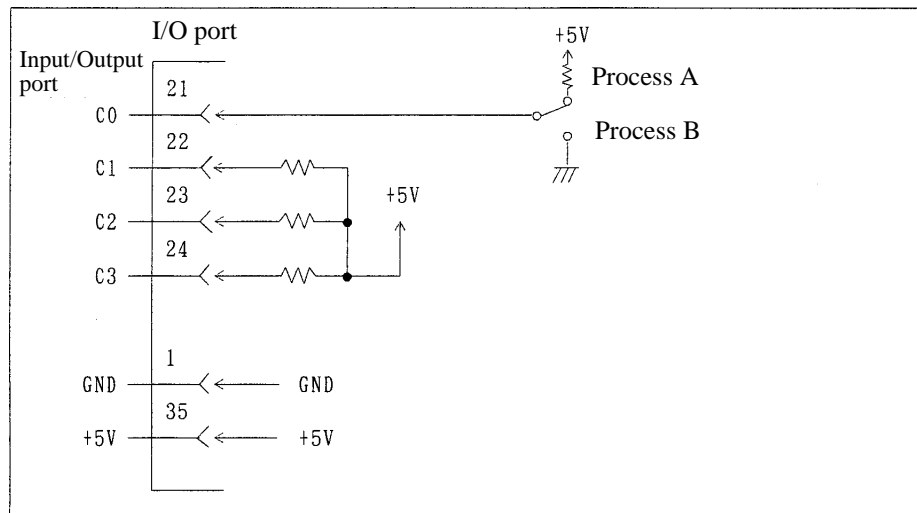 I/O port
Input/Output
port
+5V
Process A
Process B
21
C0
22
C1
23
C2
+5V
24
C3
1
GND
GND
35
+5V
+5V